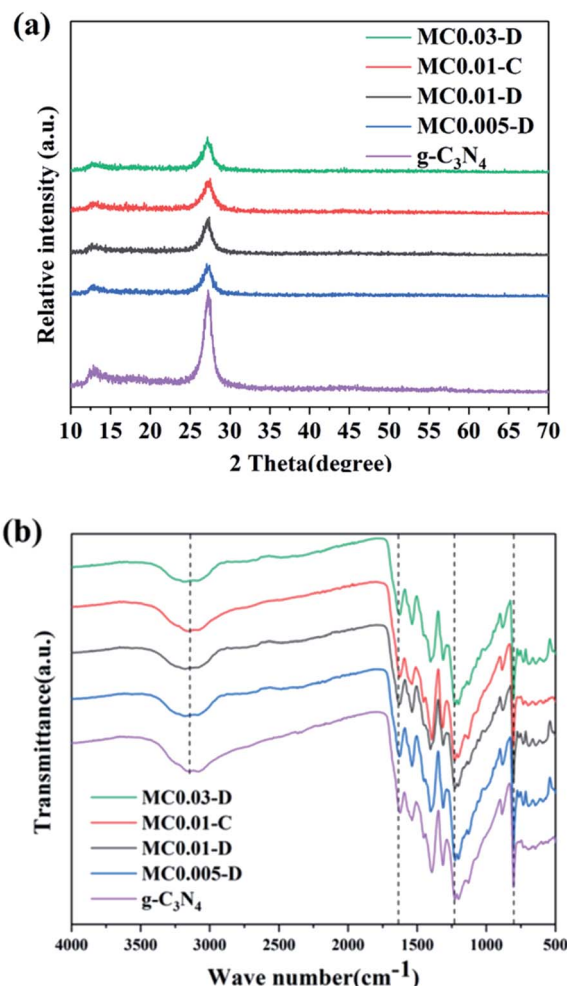 (a)
MC0.03-D
MC0.01-C
MC0.01-D
MC0.005-D
g-C₃N₄
Relative intensity (a.u.)
10 15 20 25 30 35 40 45 50 55 60 65 70
2 Theta(degree)
(b)
Transmittance(a.u.)
MC0.03-D
MC0.01-C
MC0.01-D
MC0.005-D
g-C₃N₄
4000 3500 3000 2500 2000 1500 1000 500
Wave number(cm⁻¹)